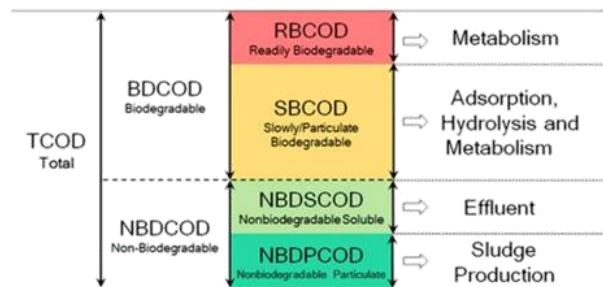 TCOD
Total
BDCOD
Biodegradable
NBDCOD
Non-Biodegradable
RBCOD
Readily Biodegradable
SBCOD
Slowly/Particulate
Biodegradable
NBDSCOD
Nonbiodegradable Soluble
NBDPCOD
Nonbiodegradable Particulate
Metabolism
Adsorption,
Hydrolysis and
Metabolism
Effluent
Sludge
Production